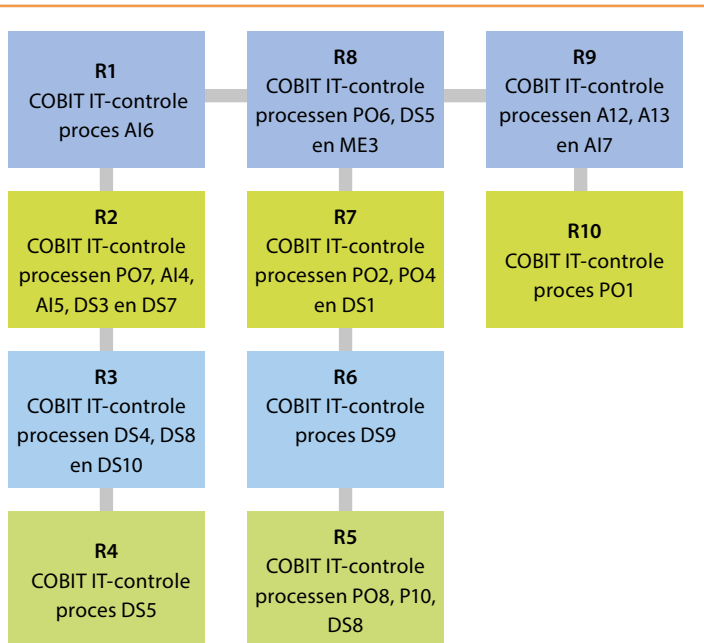 R1
COBIT IT-controle
proces AI6
R8
COBIT IT-controle
processen PO6, DS5
en ME3
R9
COBIT IT-controle
processen A12, A13
en AI7
R2
COBIT IT-controle
processen PO7, AI4,
AI5, DS3 en DS7
R7
COBIT IT-controle
processen PO2, PO4
en DS1
R10
COBIT IT-controle
proces PO1
R3
COBIT IT-controle
processen DS4, DS8
en DS10
R6
COBIT IT-controle
proces DS9
R4
COBIT IT-controle
proces DS5
R5
COBIT IT-controle
processen PO8, P10,
DS8